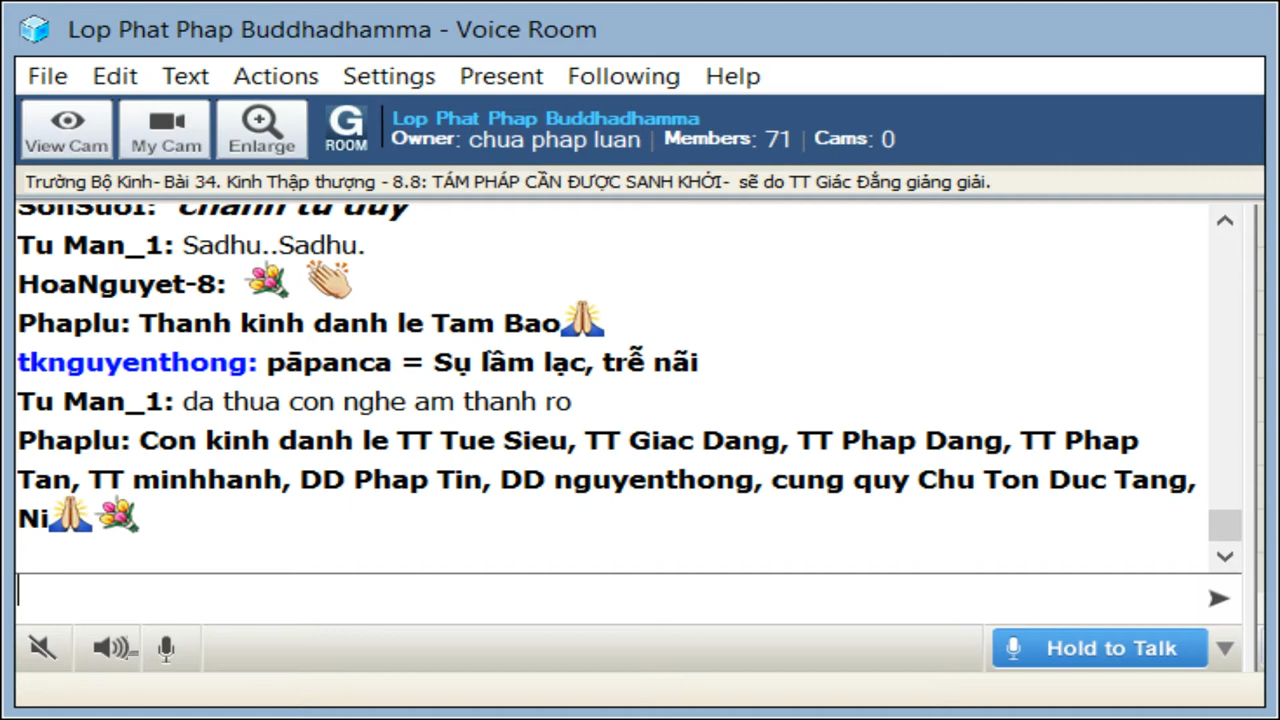 Lop Phat Phap Buddhadhamma - Voice Room
File Edit Text Actions Settings Present Following Help
View Cam My Cam Enlarge G ROOM
Lop Phat Phap Buddhadhamma
Owner: chua phap luan | Members: 71 | Cams: 0
Trường Bộ Kinh- Bài 34. Kinh Thập thượng - 8.8: TÁM PHÁP CẦN ĐƯỢC SANH KHỞI- sẽ do TT Giác Đẳng giảng giải.
SonSuoi: chanh tu duy
Tu Man_1: Sadhu..Sadhu.
HoaNguyet-8:
Phaplu: Thanh kinh danh le Tam Bao
tknguyenthong: pāpanca = Sụ lầm lạc, trễ nãi
Tu Man_1: da thua con nghe am thanh ro
Phaplu: Con kinh danh le TT Tue Sieu, TT Giac Dang, TT Phap Dang, TT Phap
Tan, TT minhhanh, DD Phap Tin, DD nguyenthong, cung quy Chu Ton Duc Tang,
Ni
Hold to Talk